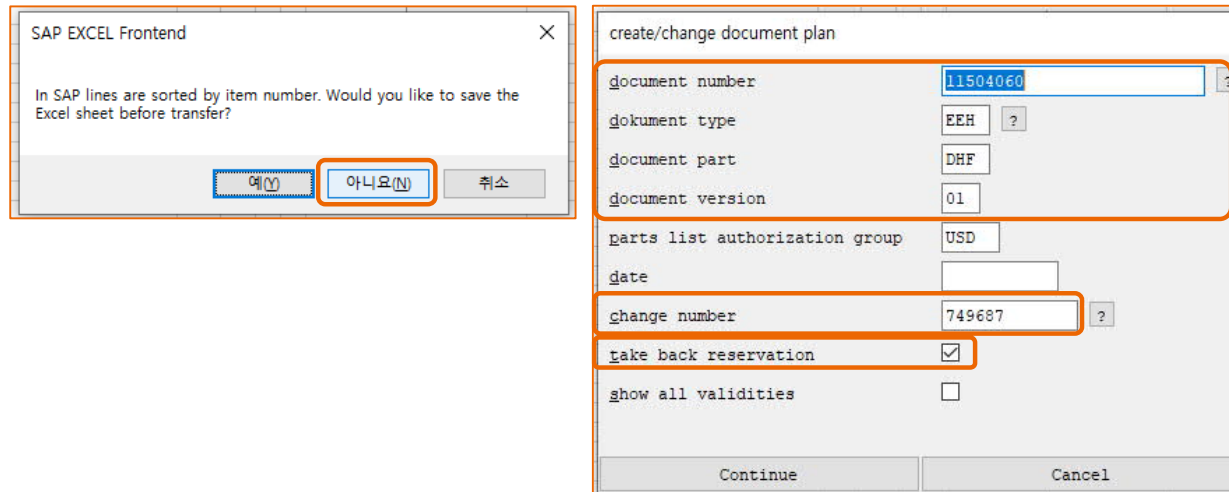 SAP EXCEL Frontend
In SAP lines are sorted by item number. Would you like to save the
Excel sheet before transfer?
예(Y) 아니요(N) 취소
create/change document plan
document number 11504060 ?
dokument type EEH ?
document part DHF
document version 01
parts list authorization group USD
date
change number 749687 ?
take back reservation
show all validities
Continue Cancel